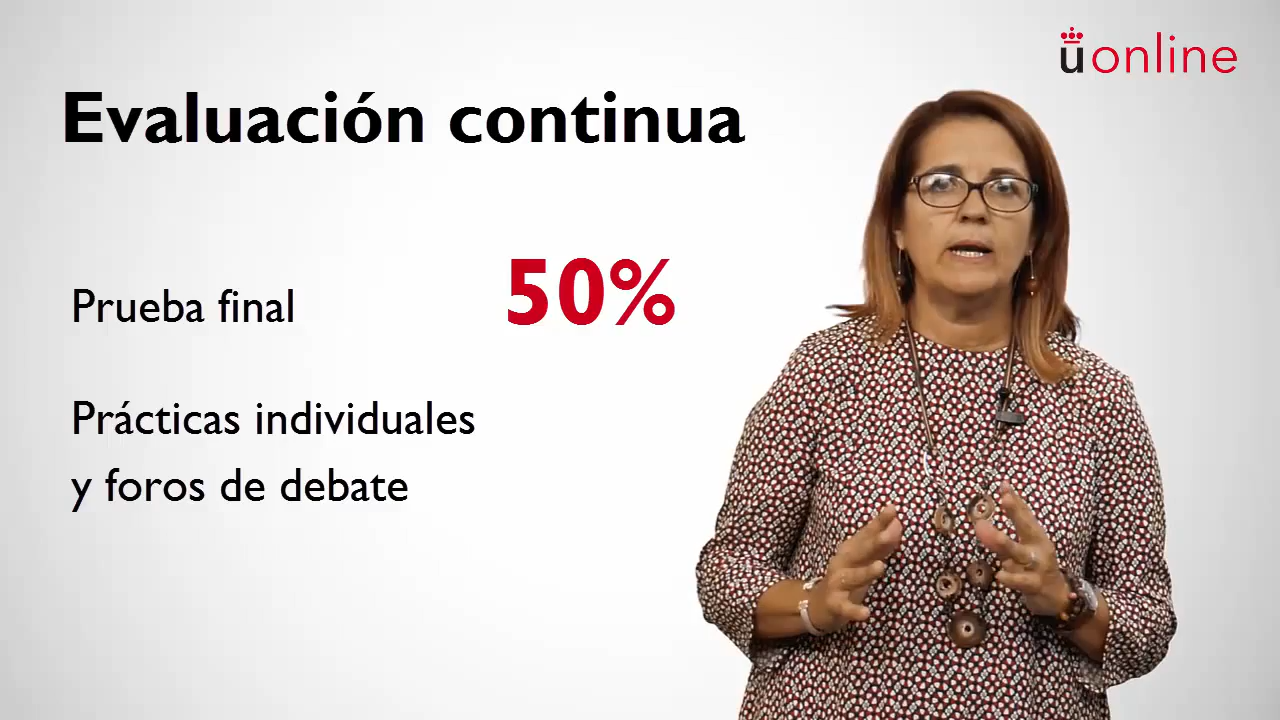 uonline
Evaluación continua
Prueba final
50%
Prácticas individuales
y foros de debate